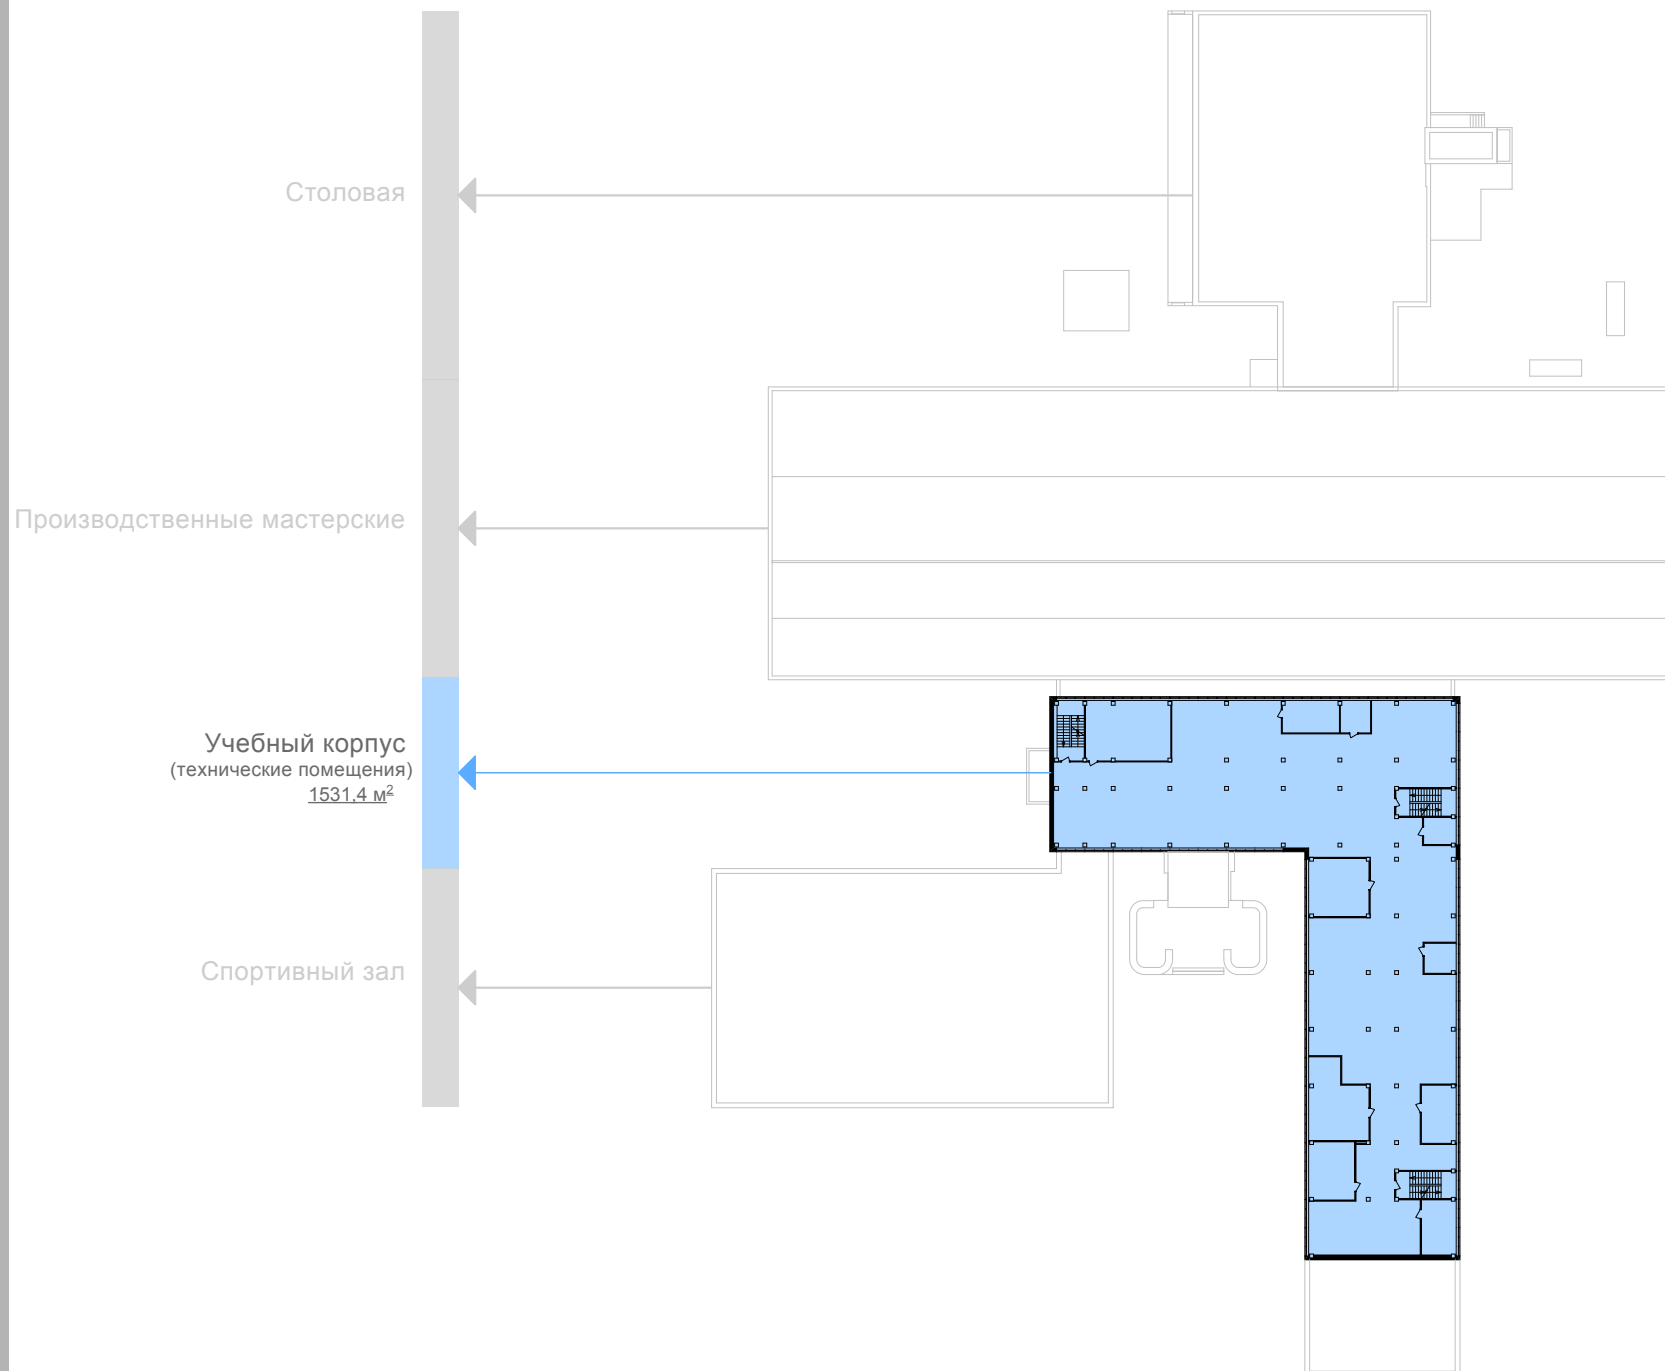 Столовая
Производственные мастерские
Учебный корпус
(технические помещения)
1531,4 м²
Спортивный зал